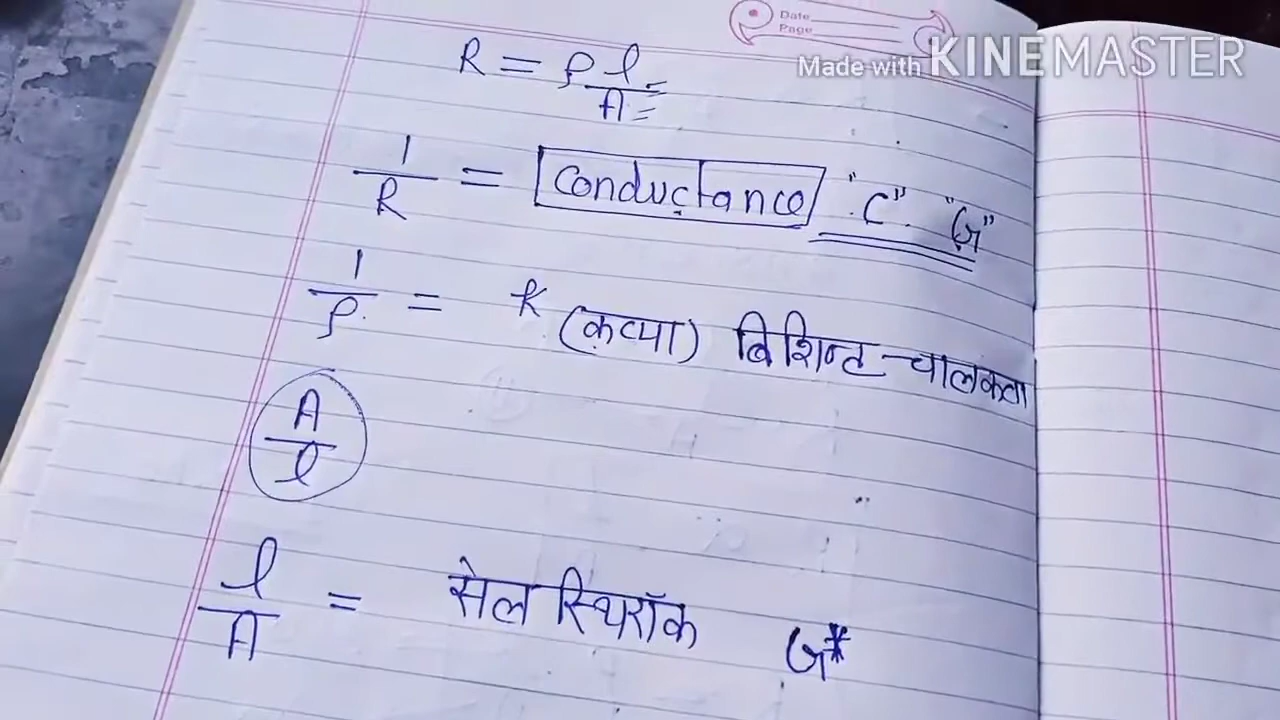 Date
Page
Made with KINEMASTER
R = ρ l/A
1/R = Conductance "C" "G"
1/ρ = k (कप्पा) विशिष्ट-चालकता
A/l
l/A = सेल स्थिरॉक G*